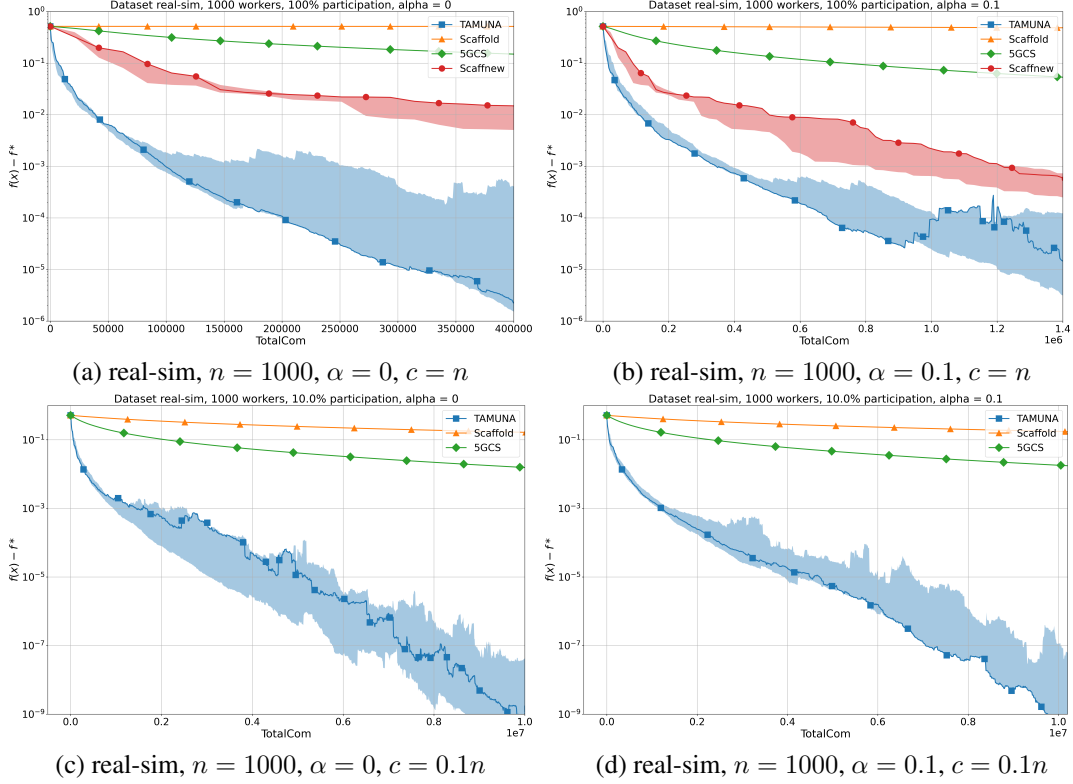 Dataset real-sim, 1000 workers, 100% participation, alpha = 0
10⁰
10⁻¹
10⁻²
10⁻³
10⁻⁴
10⁻⁵
10⁻⁶
f(x) − f*
TAMUNA
Scaffold
5GCS
Scaffnew
0 50000 100000 150000 200000 250000 300000 350000 400000
TotalCom
(a) real-sim, n = 1000, α = 0, c = n
Dataset real-sim, 1000 workers, 100% participation, alpha = 0.1
10⁰
10⁻¹
10⁻²
10⁻³
10⁻⁴
10⁻⁵
10⁻⁶
f(x) − f*
TAMUNA
Scaffold
5GCS
Scaffnew
0.0 0.2 0.4 0.6 0.8 1.0 1.2 1.4
1e6
TotalCom
(b) real-sim, n = 1000, α = 0.1, c = n
Dataset real-sim, 1000 workers, 10.0% participation, alpha = 0
10⁻¹
10⁻³
10⁻⁵
10⁻⁷
10⁻⁹
f(x) − f*
TAMUNA
Scaffold
5GCS
0.0 0.2 0.4 0.6 0.8 1.0
1e7
TotalCom
(c) real-sim, n = 1000, α = 0, c = 0.1n
Dataset real-sim, 1000 workers, 10.0% participation, alpha = 0.1
10⁻¹
10⁻³
10⁻⁵
10⁻⁷
10⁻⁹
f(x) − f*
TAMUNA
Scaffold
5GCS
0.0 0.2 0.4 0.6 0.8 1.0
1e7
TotalCom
(d) real-sim, n = 1000, α = 0.1, c = 0.1n